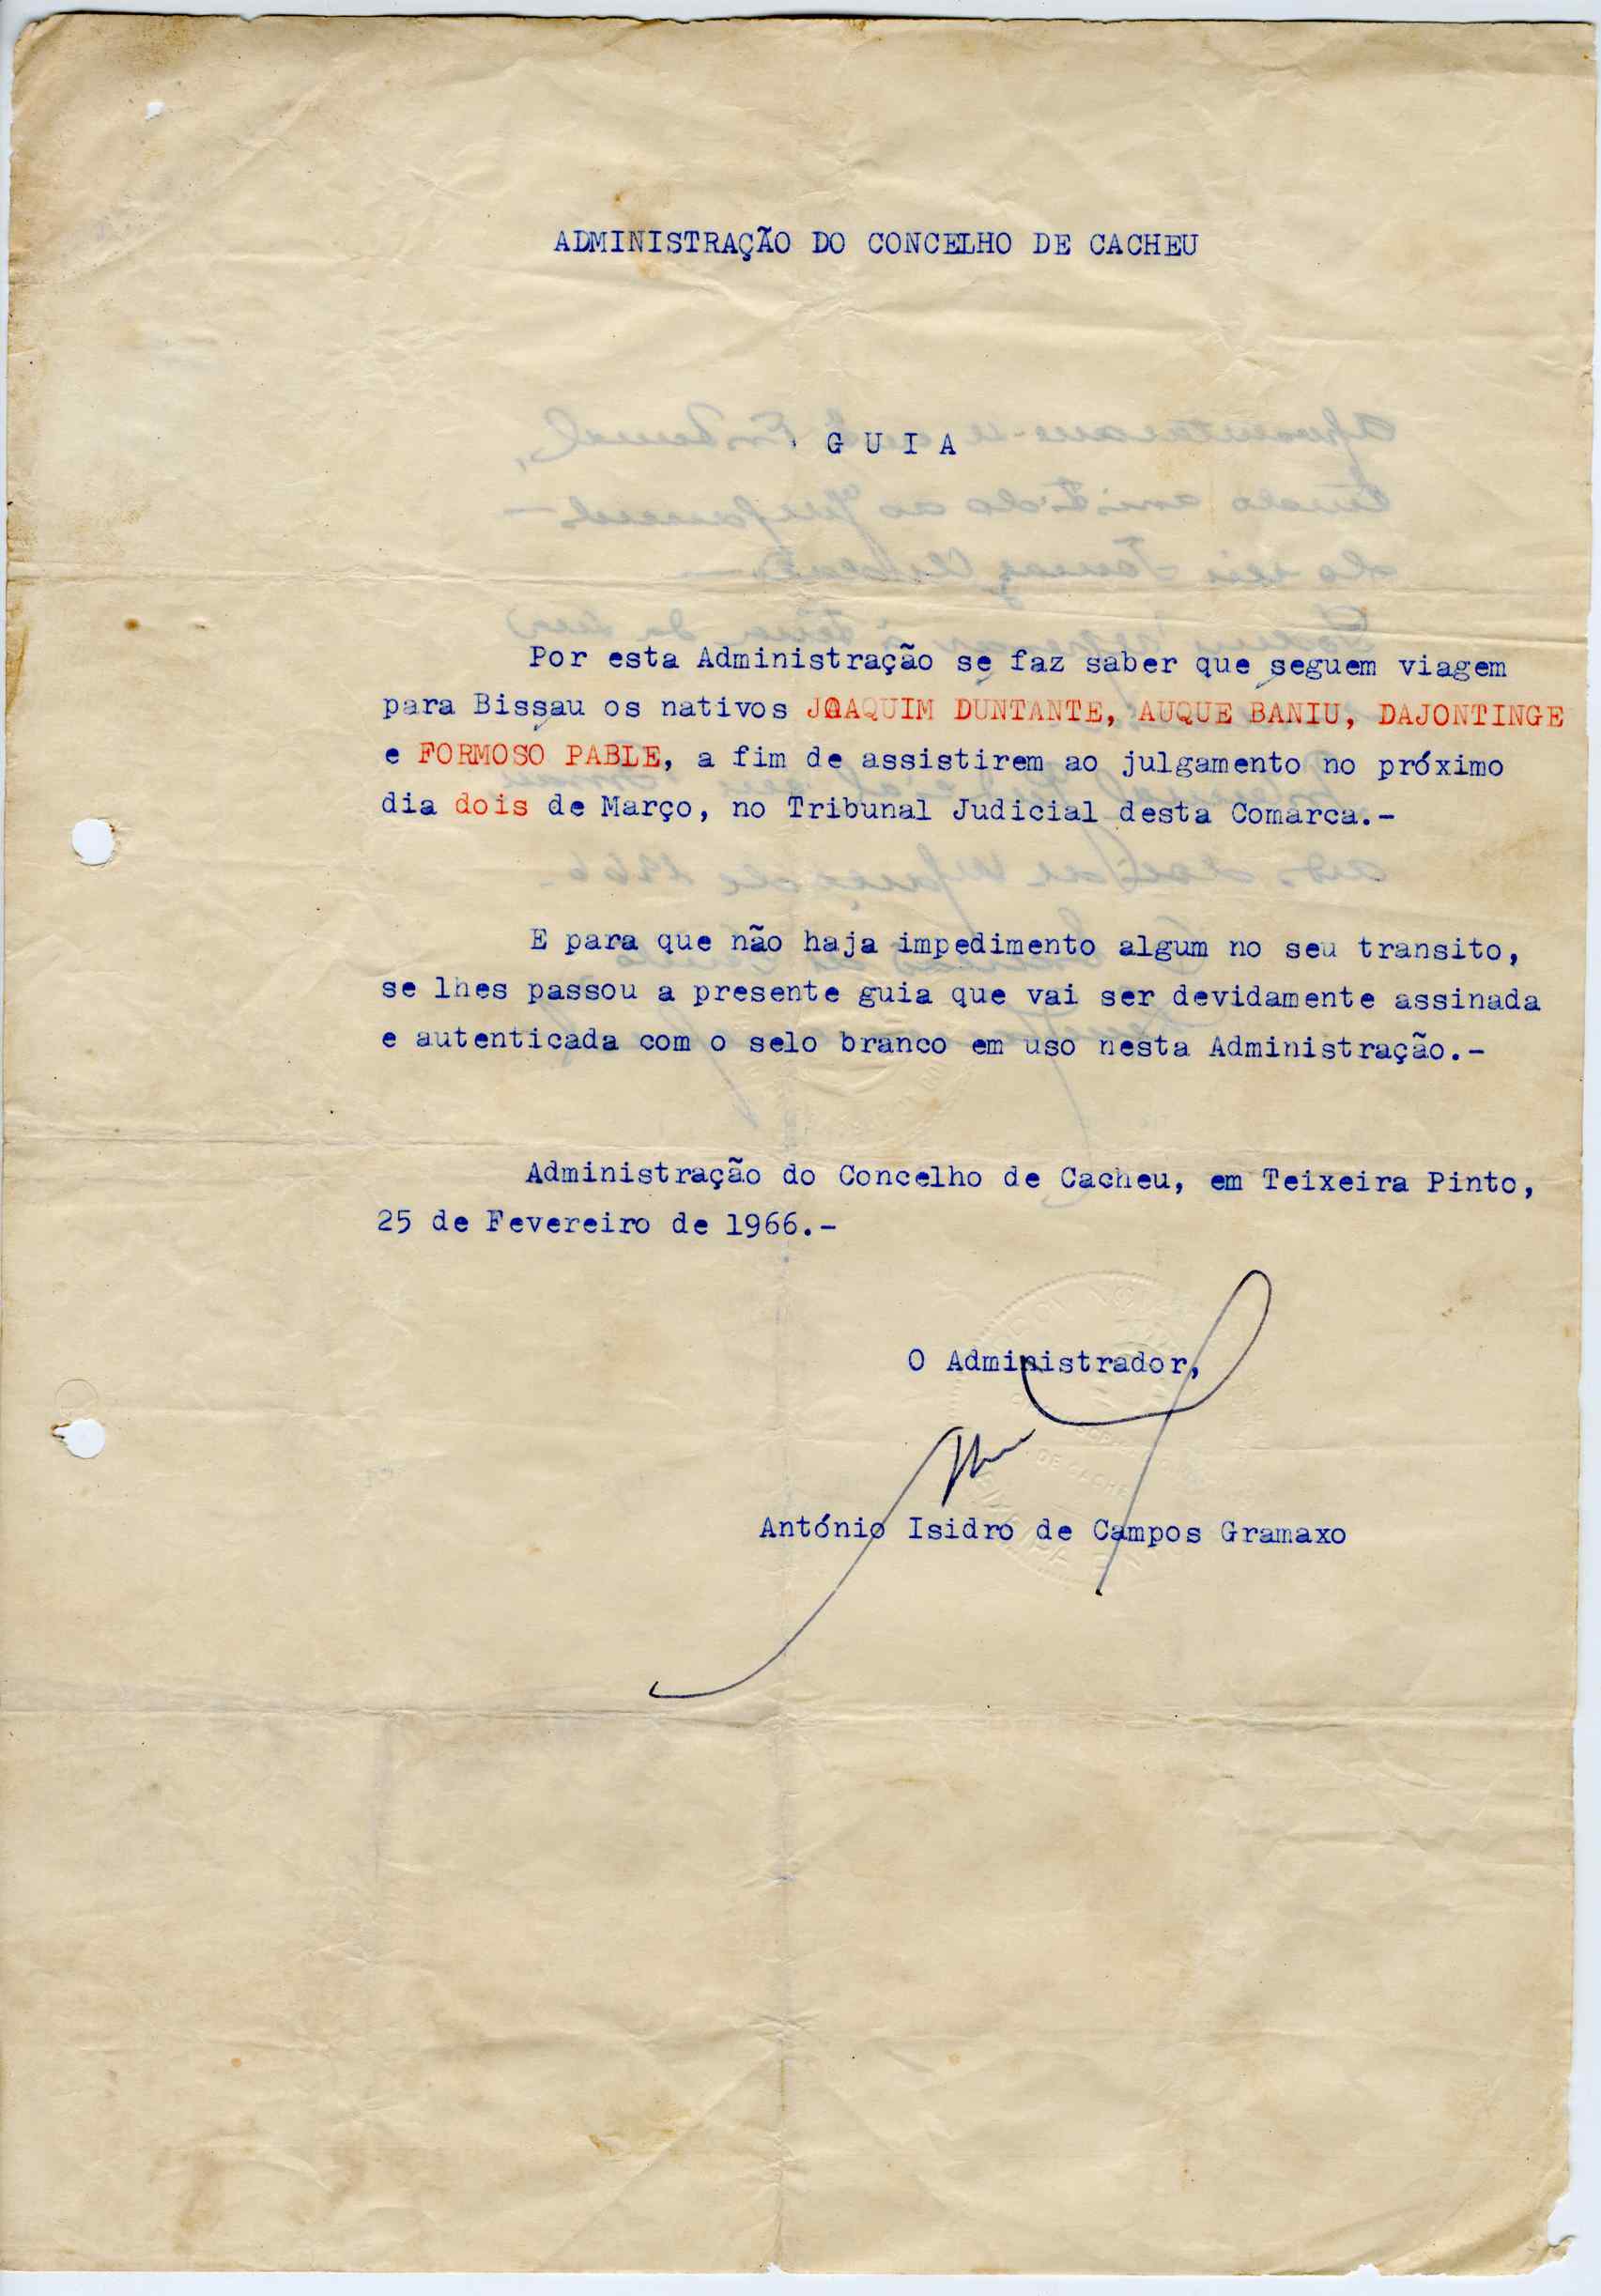 ADMINISTRAÇÃO DO CONCELHO DE CACHEU
G U I A
Por esta Administração se faz saber que seguem viagem
para Bissau os nativos JOAQUIM DUNTANTE, AUQUE BANIU, DAJONTINGE
e FORMOSO PABLE, a fim de assistirem ao julgamento no próximo
dia dois de Março, no Tribunal Judicial desta Comarca.-
E para que não haja impedimento algum no seu transito,
se lhes passou a presente guia que vai ser devidamente assinada
e autenticada com o selo branco em uso nesta Administração.-
Administração do Concelho de Cacheu, em Teixeira Pinto,
25 de Fevereiro de 1966.-
O Administrador,
DE CACHEU
António Isidro de Campos Gramaxo